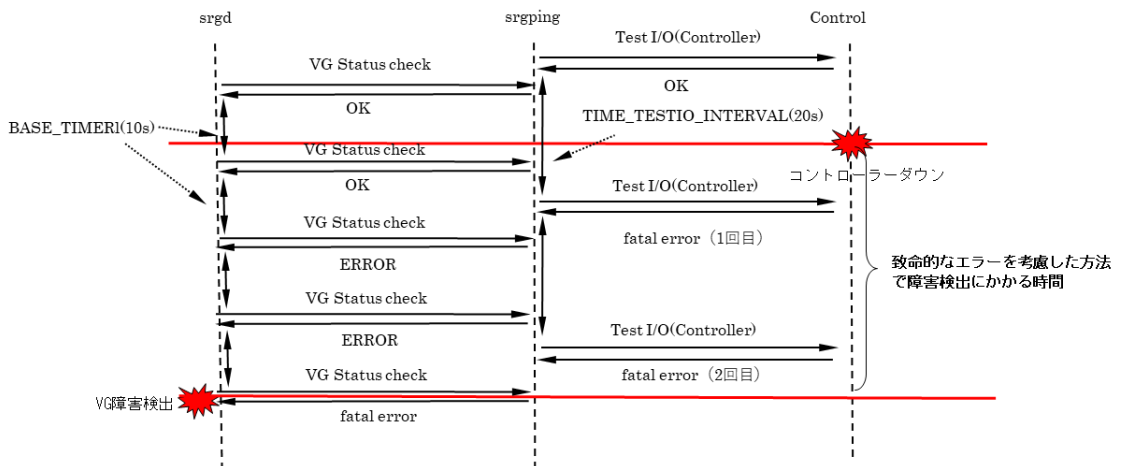 srgd
srgping
Control
Test I/O(Controller)
VG Status check
OK
OK
BASE_TIMERl(10s)
TIME_TESTIO_INTERVAL(20s)
VG Status check
コントローラーダウン
OK
Test I/O(Controller)
VG Status check
fatal error（1回目）
ERROR
致命的なエラーを考慮した方法
で障害検出にかかる時間
VG Status check
Test I/O(Controller)
ERROR
VG Status check
fatal error（2回目）
VG障害検出
fatal error